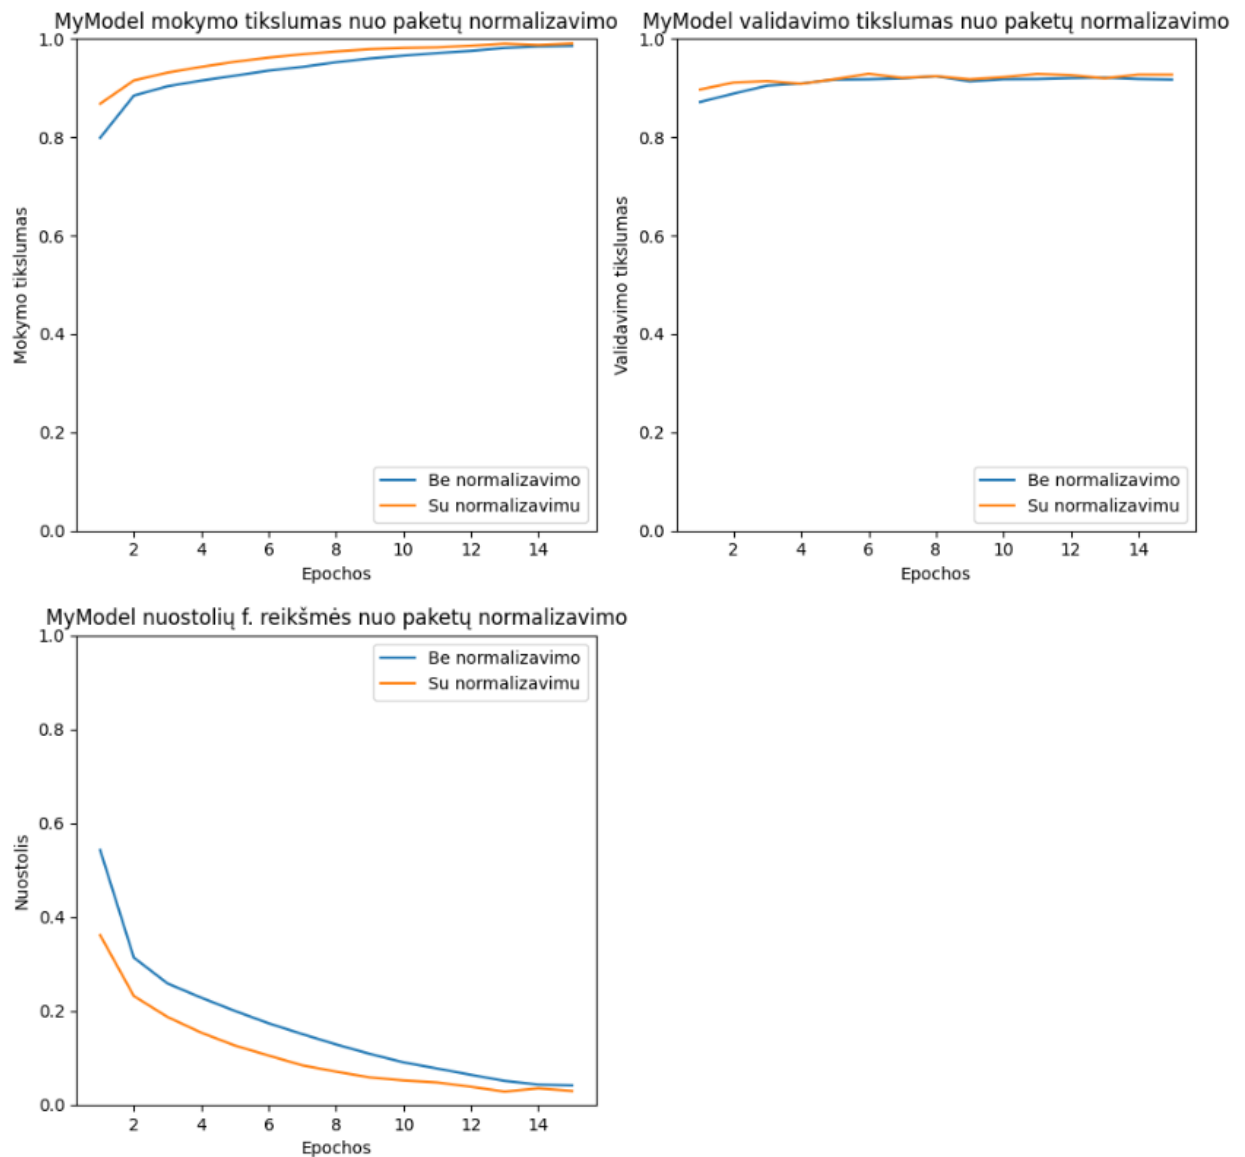 MyModel mokymo tikslumas nuo paketų normalizavimo
1.0
0.8
0.6
0.4
0.2
0.0
Mokymo tikslumas
2 4 6 8 10 12 14
Epochos
Be normalizavimo
Su normalizavimu
MyModel validavimo tikslumas nuo paketų normalizavimo
1.0
0.8
0.6
0.4
0.2
0.0
Validavimo tikslumas
2 4 6 8 10 12 14
Epochos
Be normalizavimo
Su normalizavimu
MyModel nuostolių f. reikšmės nuo paketų normalizavimo
1.0
0.8
0.6
0.4
0.2
0.0
Nuostolis
2 4 6 8 10 12 14
Epochos
Be normalizavimo
Su normalizavimu